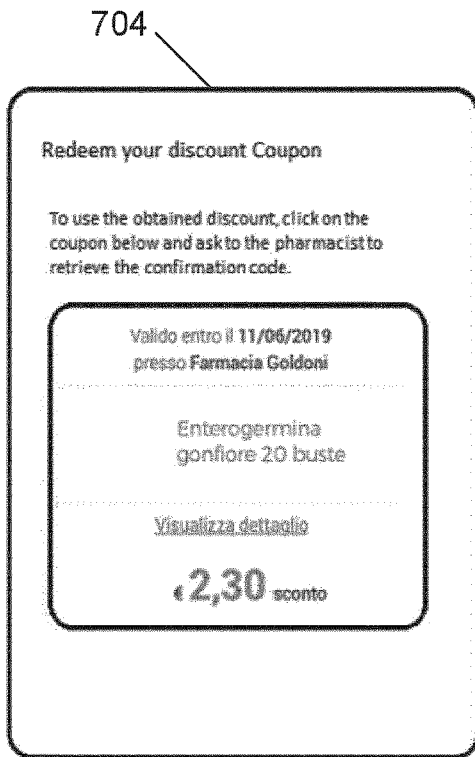 704
Redeem your discount Coupon
To use the obtained discount, click on the
coupon below and ask to the pharmacist to
retrieve the confirmation code.
Valido entro il 11/06/2019
presso Farmacia Goldoni
Enterogermina
gonfiore 20 buste
Visualizza dettaglio
€ 2,30 sconto